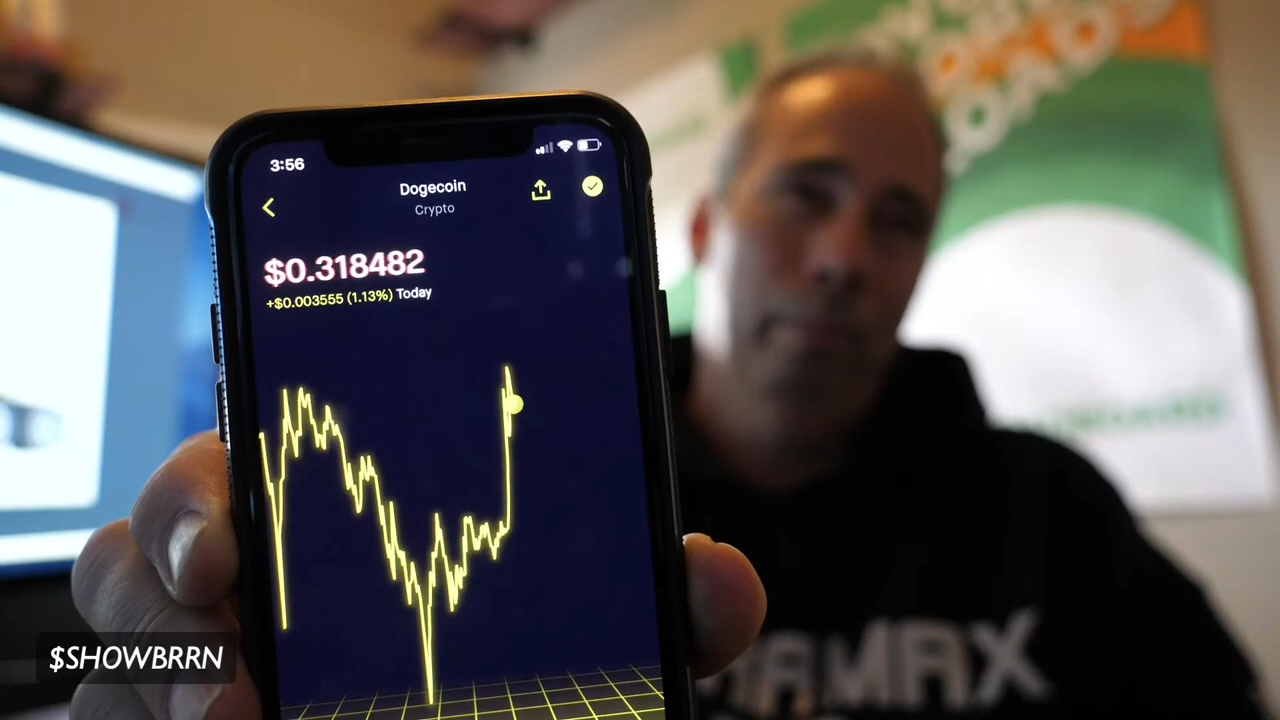 3:56
Dogecoin
Crypto
$0.318482
+$0.003555 (1.13%) Today
$SHOWBRRN